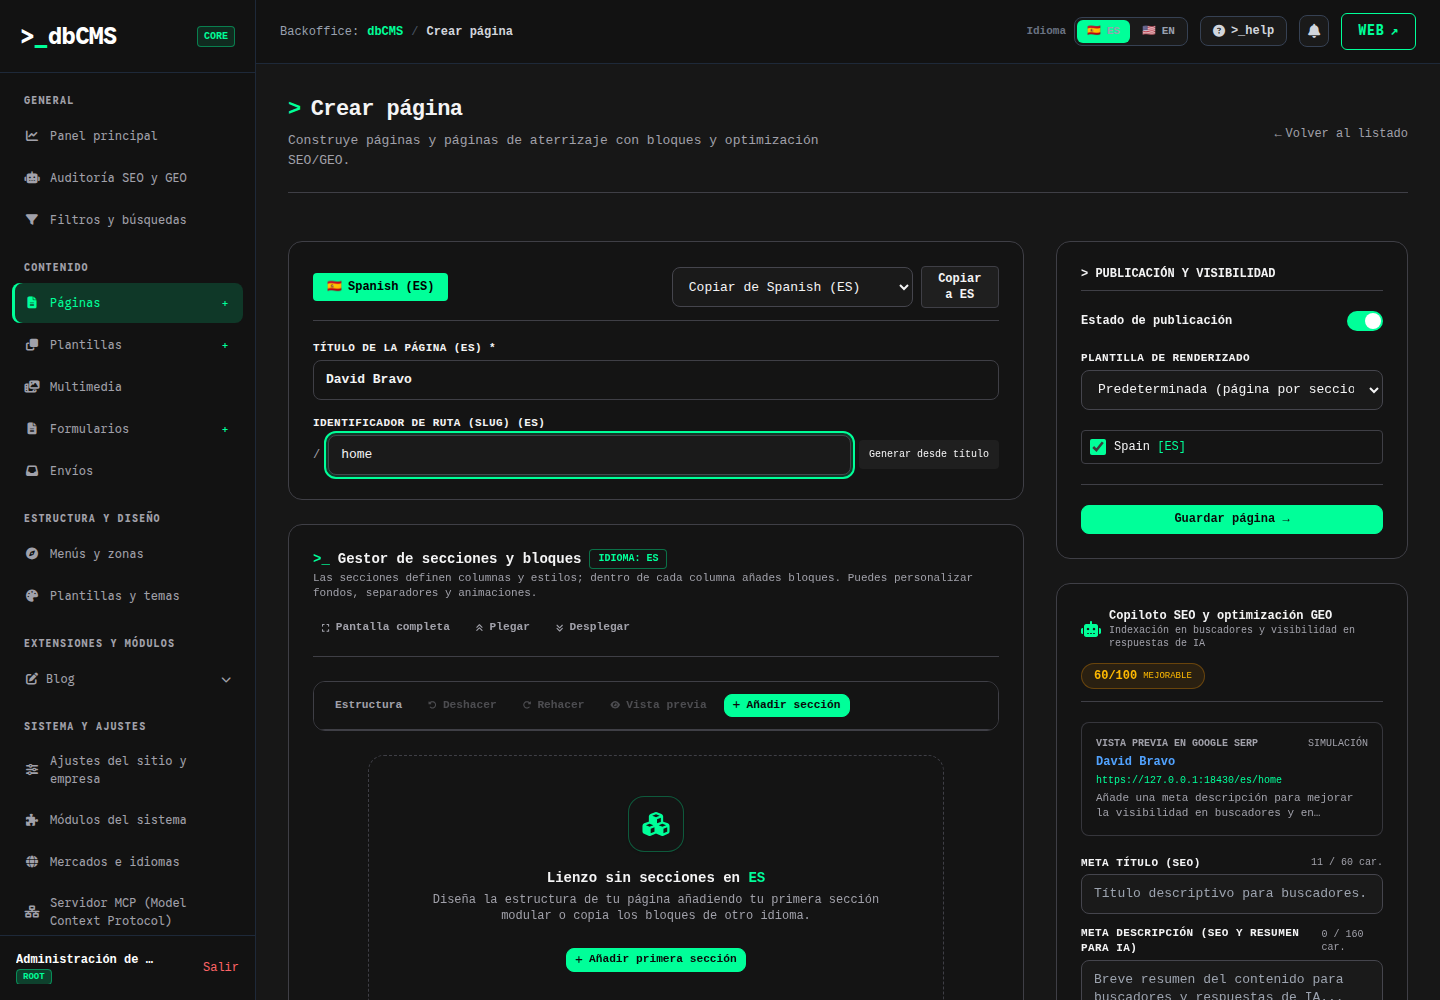 >_dbCMS
CORE
GENERAL
Panel principal
Auditoría SEO y GEO
Filtros y búsquedas
CONTENIDO
Páginas +
Plantillas +
Multimedia
Formularios +
Envíos
ESTRUCTURA Y DISEÑO
Menús y zonas
Plantillas y temas
EXTENSIONES Y MÓDULOS
Blog
SISTEMA Y AJUSTES
Ajustes del sitio y
empresa
Módulos del sistema
Mercados e idiomas
Servidor MCP (Model
Context Protocol)
Administración de …
ROOT
Salir
Backoffice: dbCMS / Crear página
Idioma
ES
EN
>_help
WEB ↗
> Crear página
Construye páginas y páginas de aterrizaje con bloques y optimización
SEO/GEO.
← Volver al listado
Spanish (ES)
Copiar de Spanish (ES)
Copiar
a ES
TÍTULO DE LA PÁGINA (ES) *
David Bravo
IDENTIFICADOR DE RUTA (SLUG) (ES)
/ home
Generar desde título
>_ Gestor de secciones y bloques
IDIOMA: ES
Las secciones definen columnas y estilos; dentro de cada columna añades bloques. Puedes personalizar
fondos, separadores y animaciones.
Pantalla completa
Plegar
Desplegar
Estructura
Deshacer
Rehacer
Vista previa
+ Añadir sección
Lienzo sin secciones en ES
Diseña la estructura de tu página añadiendo tu primera sección
modular o copia los bloques de otro idioma.
+ Añadir primera sección
> PUBLICACIÓN Y VISIBILIDAD
Estado de publicación
PLANTILLA DE RENDERIZADO
Predeterminada (página por seccio
Spain [ES]
Guardar página →
Copiloto SEO y optimización GEO
Indexación en buscadores y visibilidad en
respuestas de IA
60/100 MEJORABLE
VISTA PREVIA EN GOOGLE SERP
SIMULACIÓN
David Bravo
https://127.0.0.1:18430/es/home
Añade una meta descripción para mejorar
la visibilidad en buscadores y en…
META TÍTULO (SEO)
11 / 60 car.
Título descriptivo para buscadores.
META DESCRIPCIÓN (SEO Y RESUMEN
PARA IA)
0 / 160
car.
Breve resumen del contenido para
buscadores y respuestas de IA...